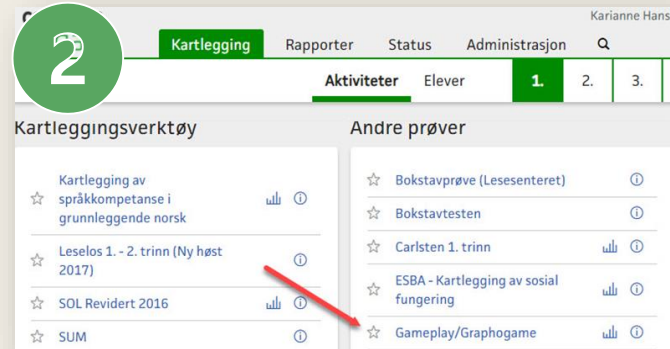 2
Karianne Hans
Kartlegging Rapporter Status Administrasjon
Aktiviteter Elever 1. 2. 3.
Kartleggingsverktøy
Kartlegging av
språkkompetanse i
grunnleggende norsk
Leselos 1. - 2. trinn (Ny høst
2017)
SOL Revidert 2016
SUM
Andre prøver
Bokstavprøve (Lesesenteret)
Bokstavtesten
Carlsten 1. trinn
ESBA - Kartlegging av sosial
fungering
Gameplay/Graphogame